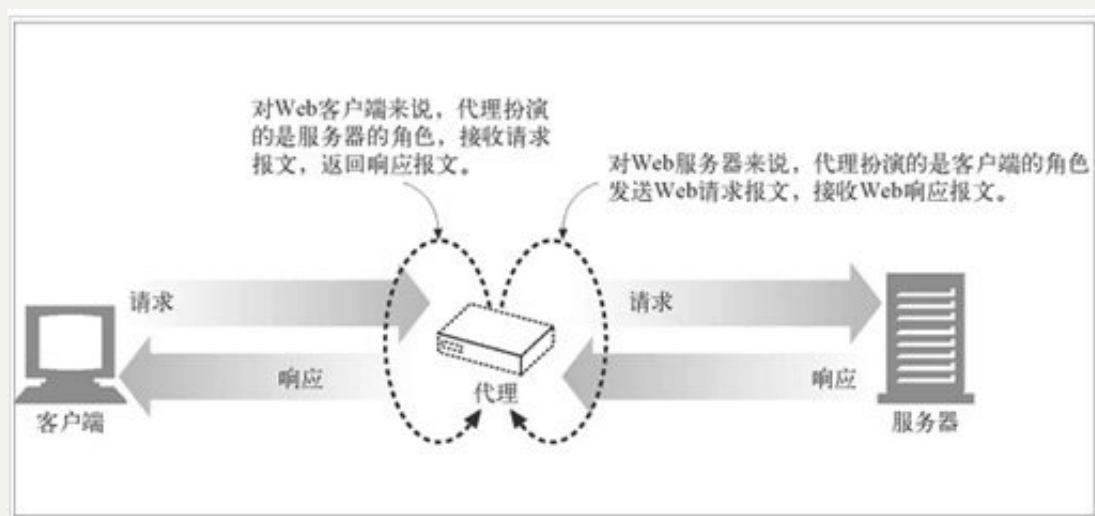 对Web客户端来说，代理扮演
的是服务器的角色，接收请求
报文，返回响应报文。
对Web服务器来说，代理扮演的是客户端的角色
发送Web请求报文，接收Web响应报文。
请求
请求
响应
响应
代理
客户端
服务器